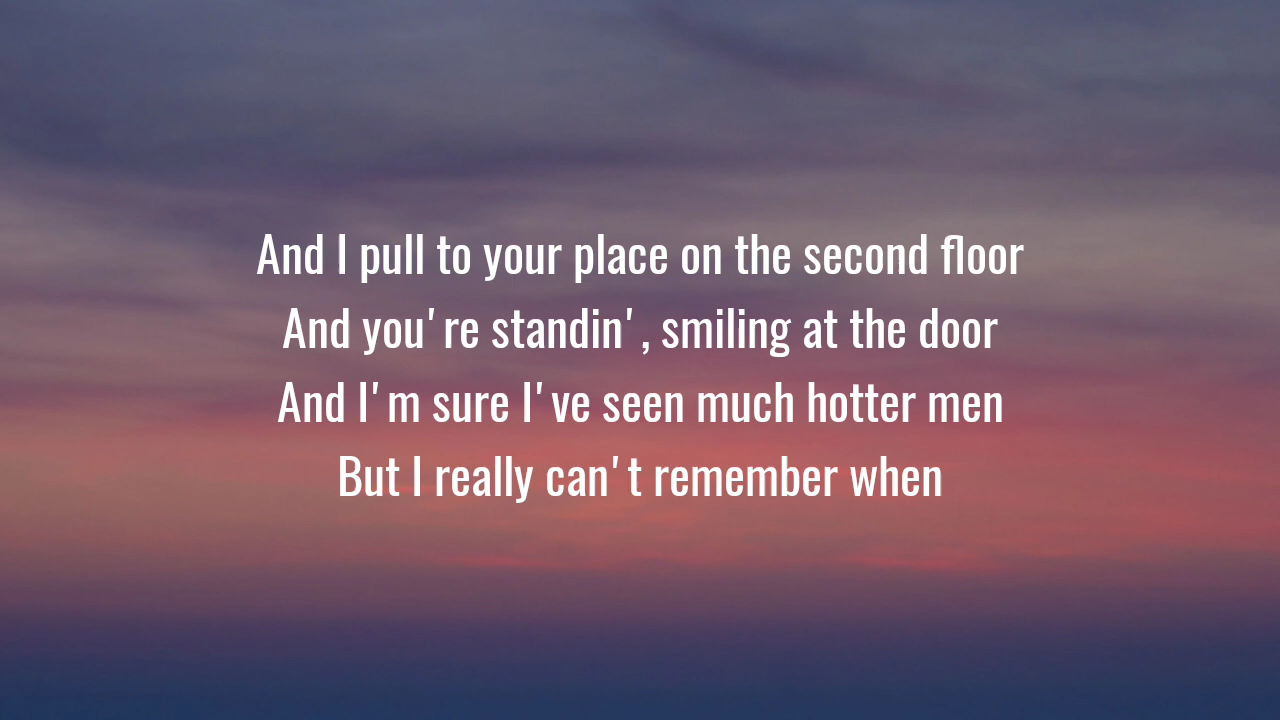 And I pull to your place on the second floor
And you're standin', smiling at the door
And I'm sure I've seen much hotter men
But I really can't remember when